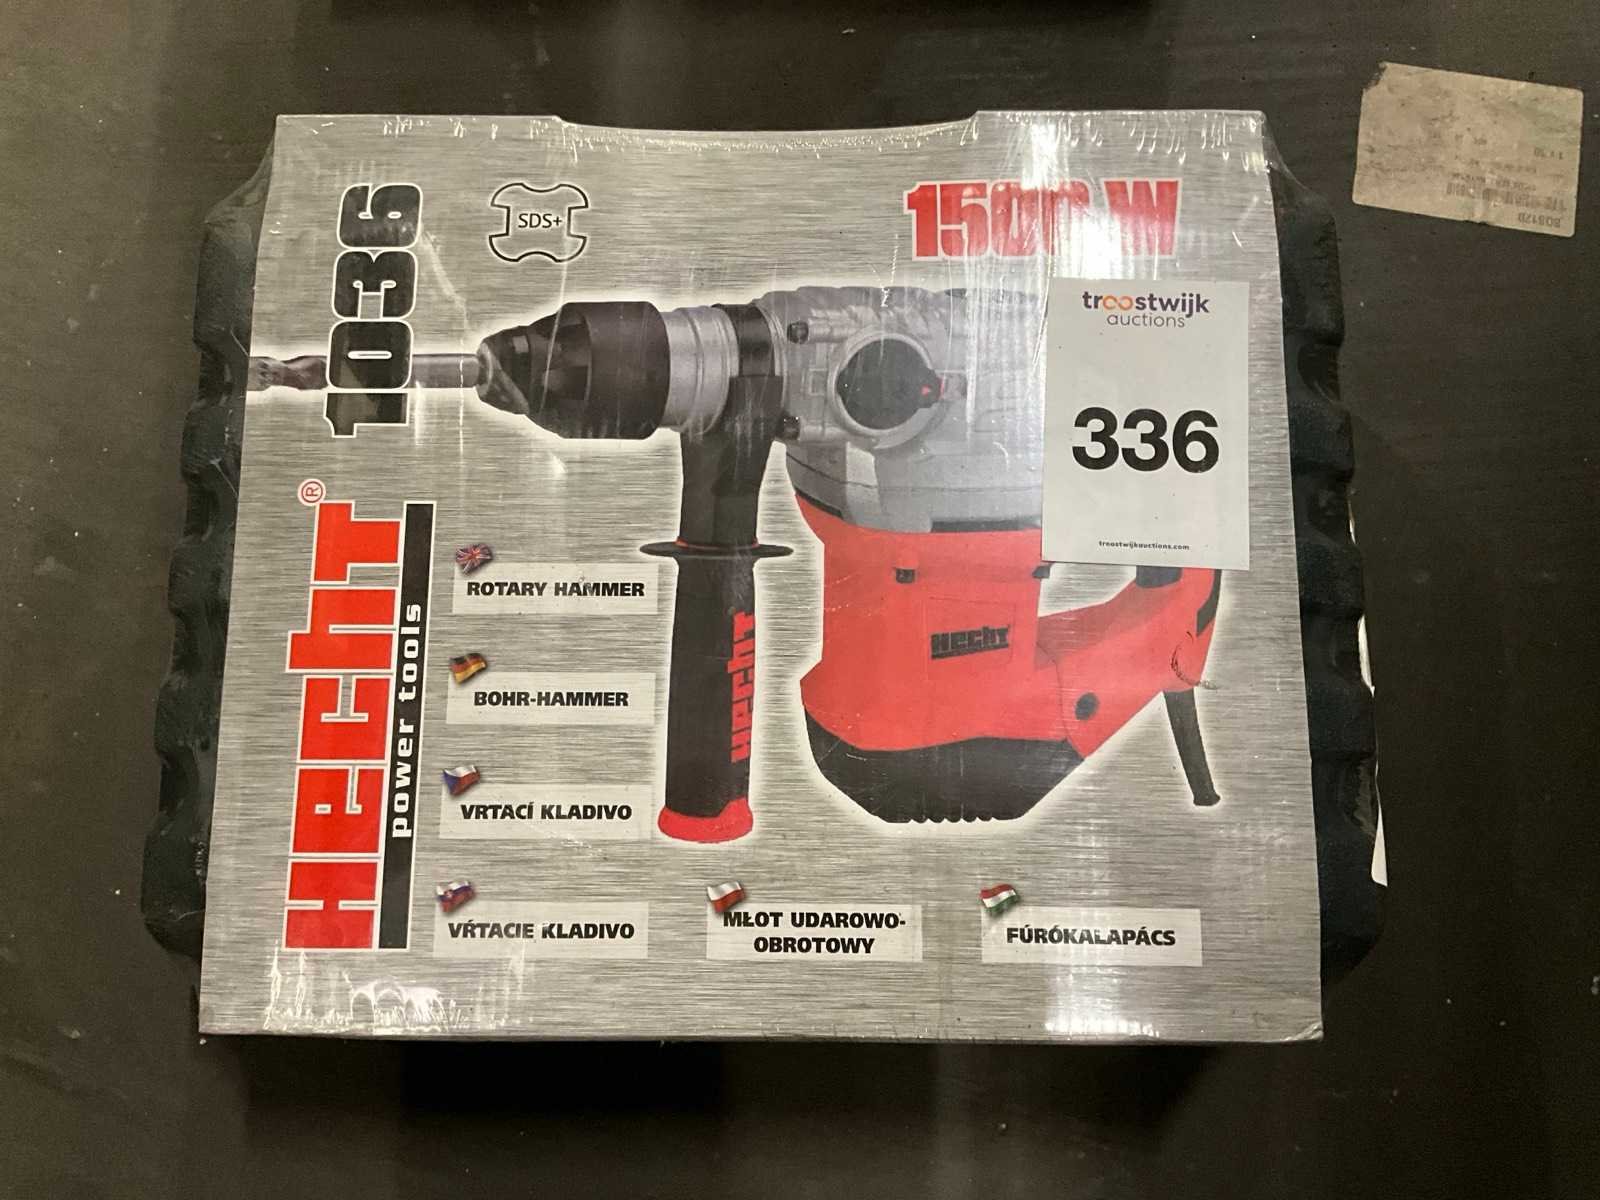 1036
SDS+
1500 W
troostwijk
auctions
336
troostwijkauctions.com
HECHT®
power tools
ROTARY HAMMER
BOHR-HAMMER
VRTACÍ KLADIVO
VŔTACIE KLADIVO
MŁOT UDAROWO-
OBROTOWY
FÚRÓKALAPÁCS
HECHT
HECHT